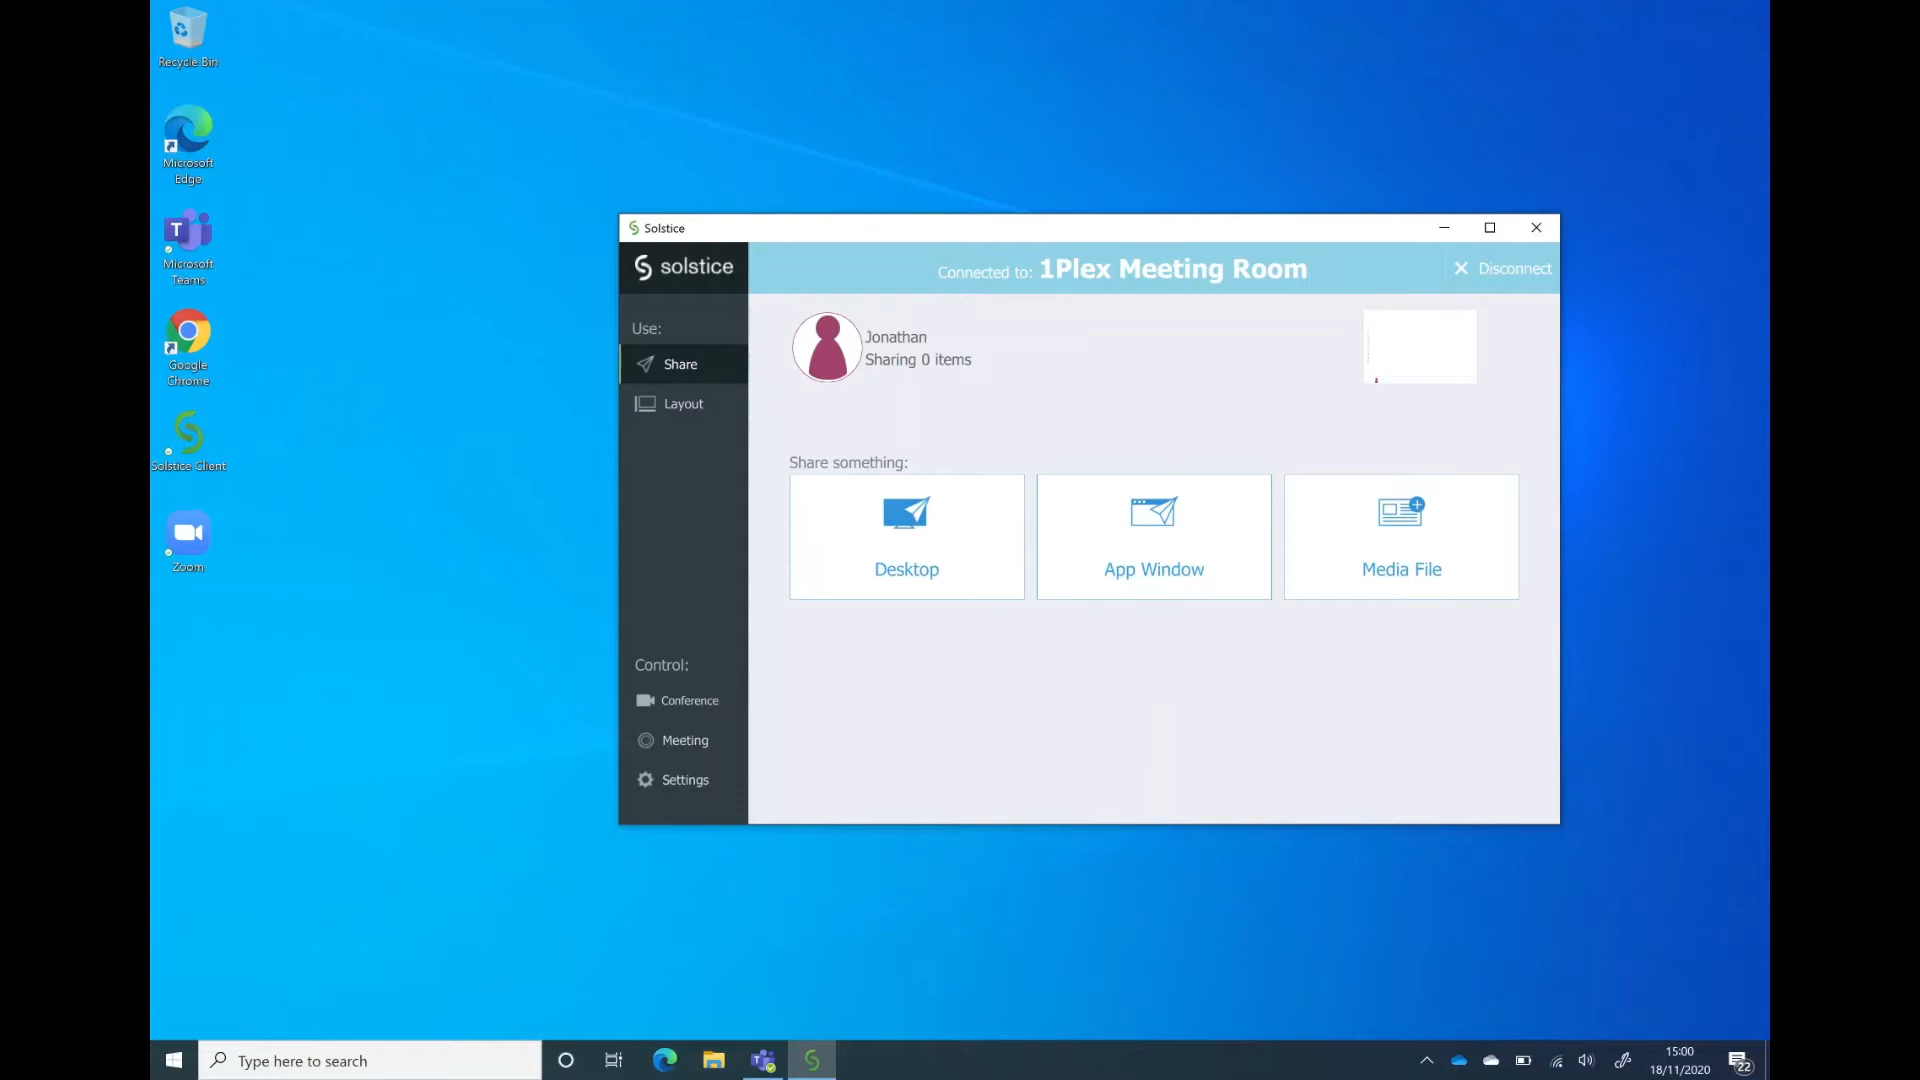 Recycle Bin
Microsoft
Edge
T
Microsoft
Teams
Google
Chrome
Solstice Client
Zoom
Solstice
solstice
Connected to: 1Plex Meeting Room
Disconnect
Use:
Share
Layout
Jonathan
Sharing 0 items
Share something:
Desktop
App Window
Media File
Control:
Conference
Meeting
Settings
Type here to search
T
15:00
18/11/2020
22